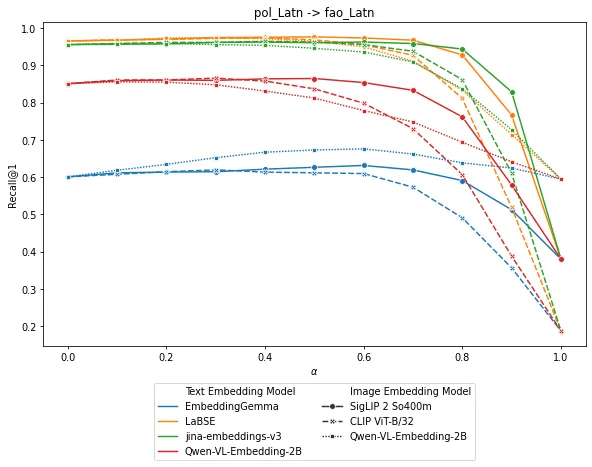 pol_Latn -> fao_Latn
1.0
0.9
0.8
0.7
0.6
0.5
0.4
0.3
0.2
Recall@1
0.0 0.2 0.4 0.6 0.8 1.0
α
Text Embedding Model Image Embedding Model
EmbeddingGemma SigLIP 2 So400m
LaBSE CLIP ViT-B/32
jina-embeddings-v3 Qwen-VL-Embedding-2B
Qwen-VL-Embedding-2B